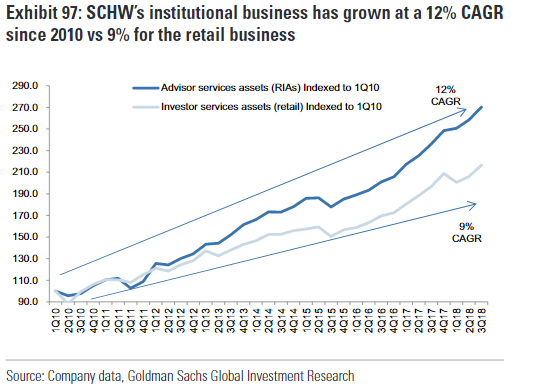 Exhibit 97: SCHW's institutional business has grown at a 12% CAGR
since 2010 vs 9% for the retail business
290.0
270.0
250.0
230.0
210.0
190.0
170.0
150.0
130.0
110.0
90.0
Advisor services assets (RIAs) Indexed to 1Q10
Investor services assets (retail) Indexed to 1Q10
12%
CAGR
9%
CAGR
1Q10
2Q10
3Q10
4Q10
1Q11
2Q11
3Q11
4Q11
1Q12
2Q12
3Q12
4Q12
1Q13
2Q13
3Q13
4Q13
1Q14
2Q14
3Q14
4Q14
1Q15
2Q15
3Q15
4Q15
1Q16
2Q16
3Q16
4Q16
1Q17
2Q17
3Q17
4Q17
1Q18
2Q18
3Q18
Source: Company data, Goldman Sachs Global Investment Research